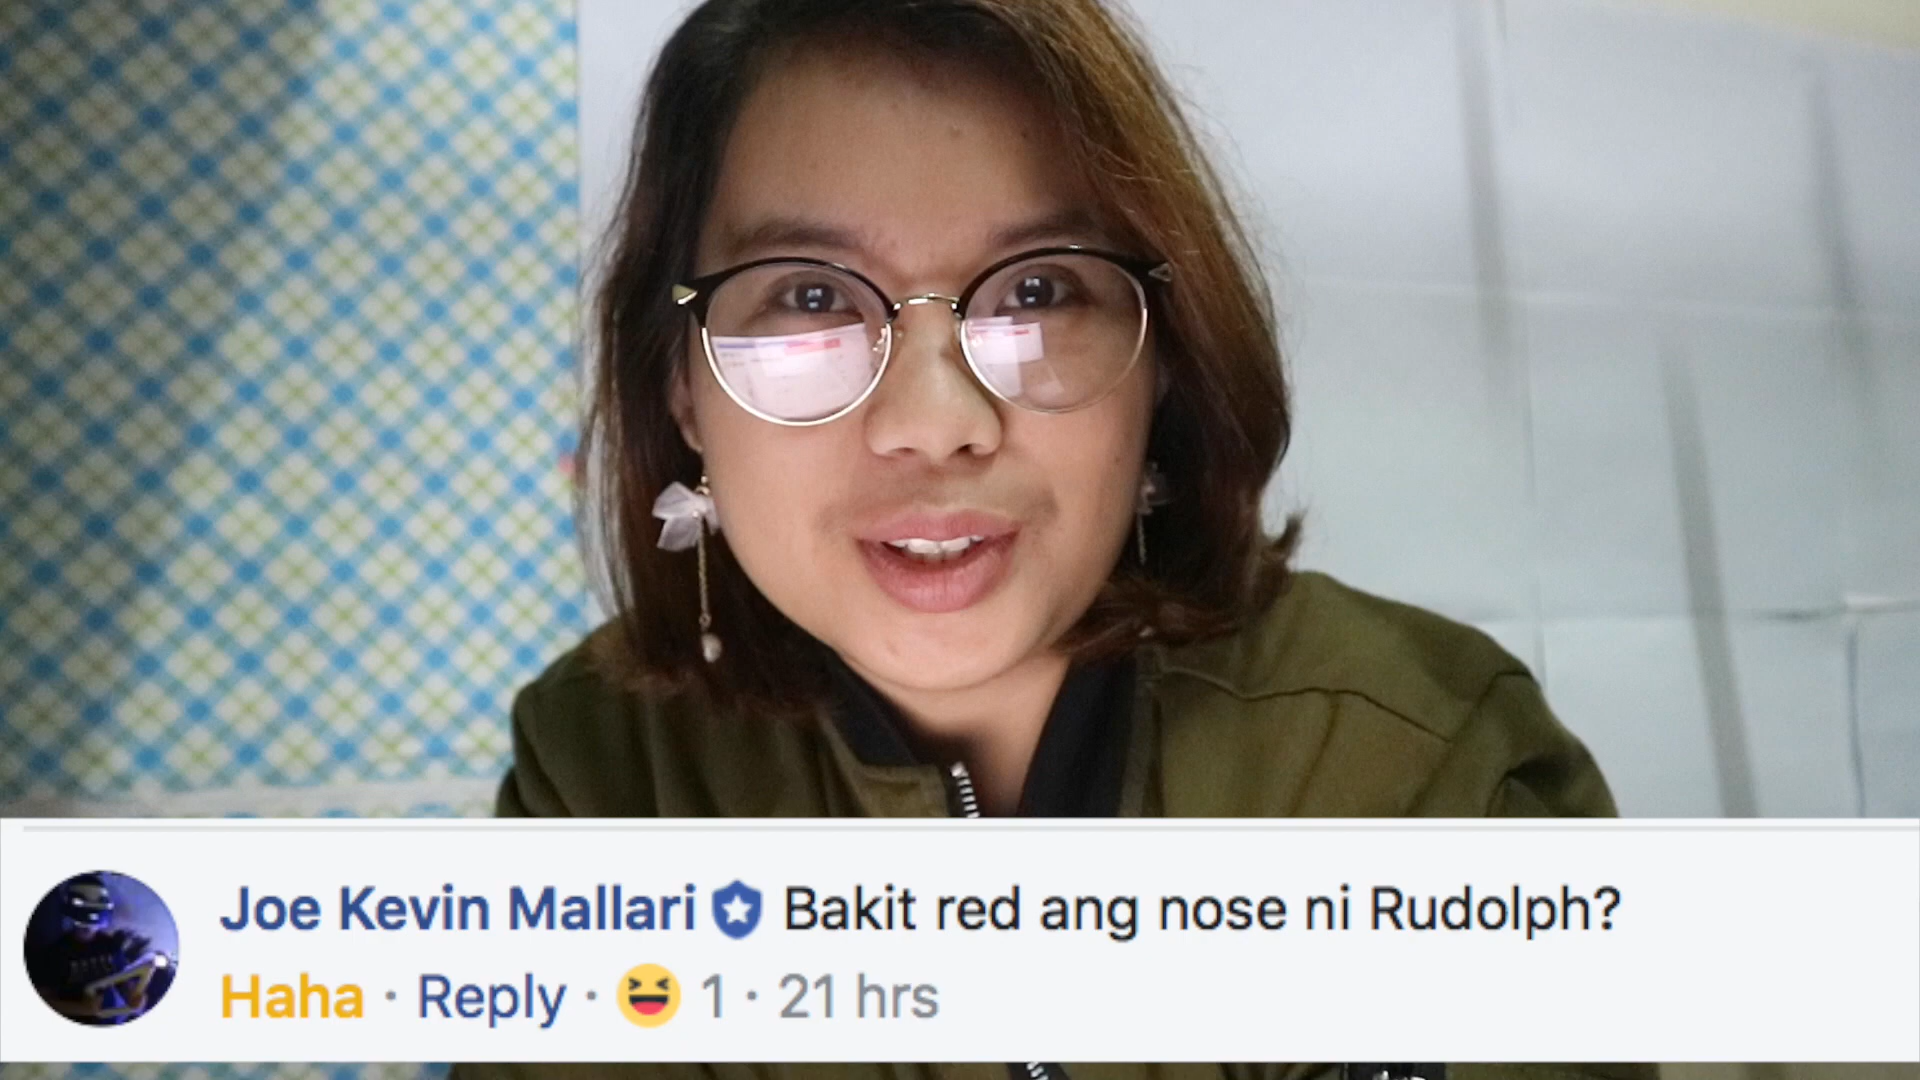 Joe Kevin Mallari Bakit red ang nose ni Rudolph?
Haha · Reply · 1 · 21 hrs